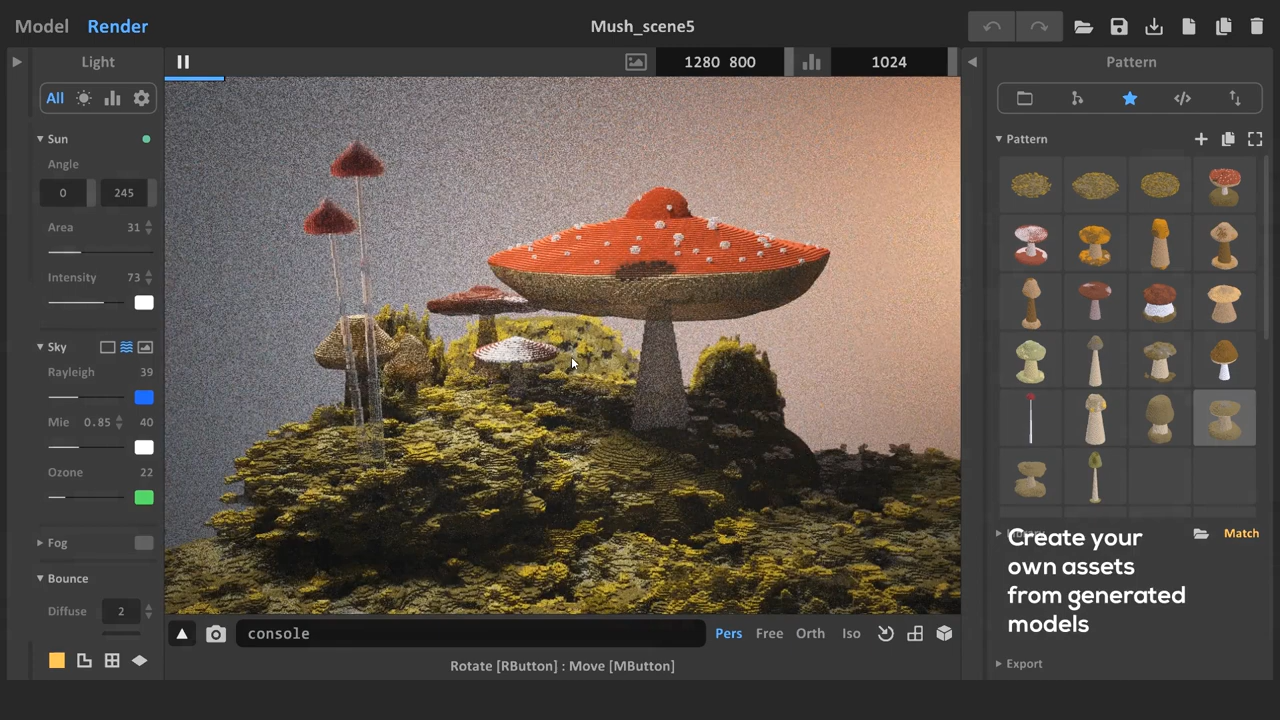 Model Render
Mush_scene5
Light
1280 800
1024
Pattern
All
Sun
Angle
0 245
Area 31
Intensity 73
Sky
Rayleigh 39
Mie 0.85 40
Ozone 22
Fog
Bounce
Diffuse 2
Pattern
Match
Create your
own assets
from generated
models
Export
console
Pers Free Orth Iso
Rotate [RButton] : Move [MButton]